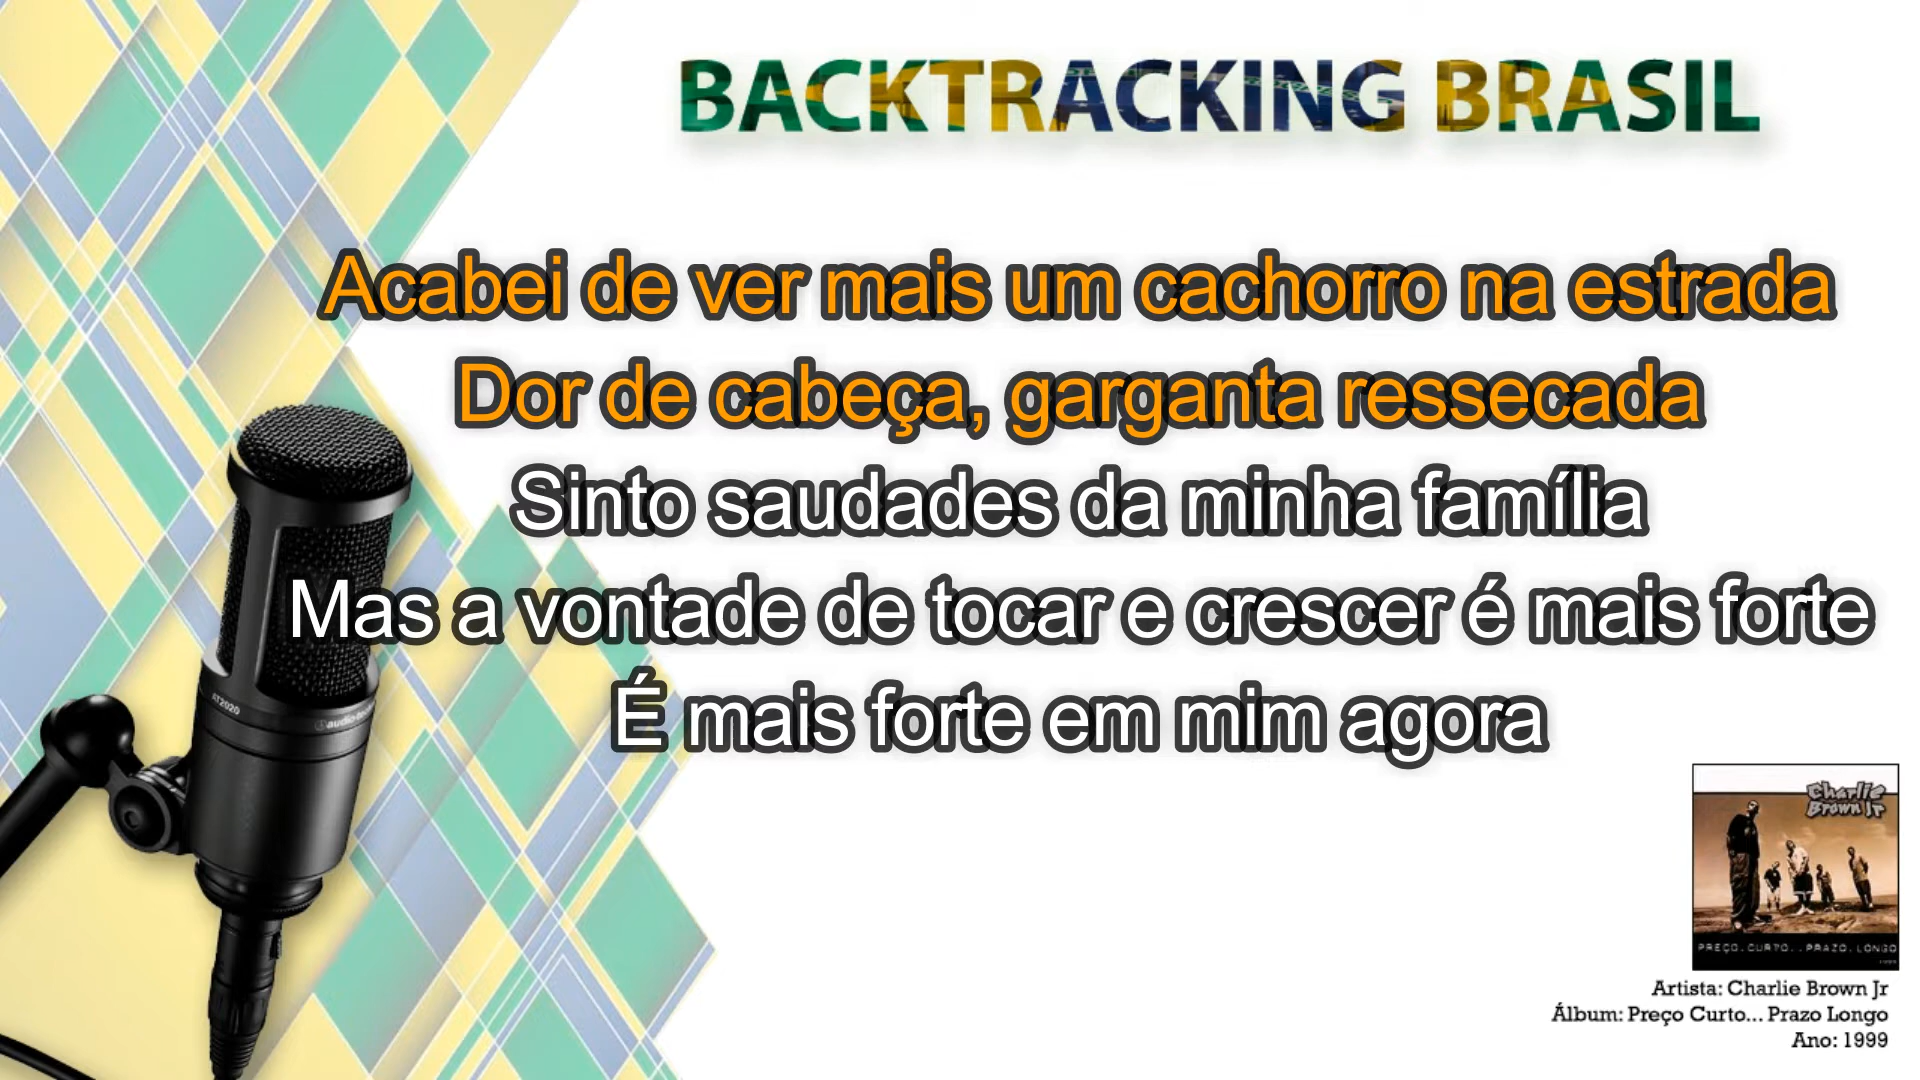 BACKTRACKING BRASIL
Acabei de ver mais um cachorro na estrada
Dor de cabeça, garganta ressecada
Sinto saudades da minha família
Mas a vontade de tocar e crescer é mais forte
É mais forte em mim agora
AT2020
Charlie
Brown Jr
PREÇO.CURTO...PRAZO.LONGO
Artista: Charlie Brown Jr
Álbum: Preço Curto... Prazo Longo
Ano: 1999